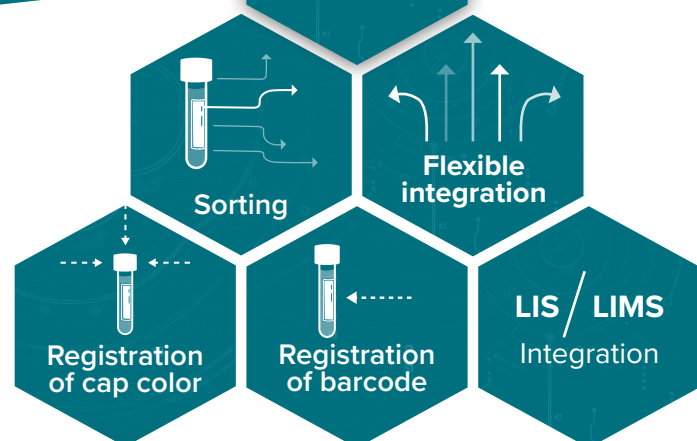 Sorting
Flexible
integration
Registration
of cap color
Registration
of barcode
LIS / LIMS
Integration